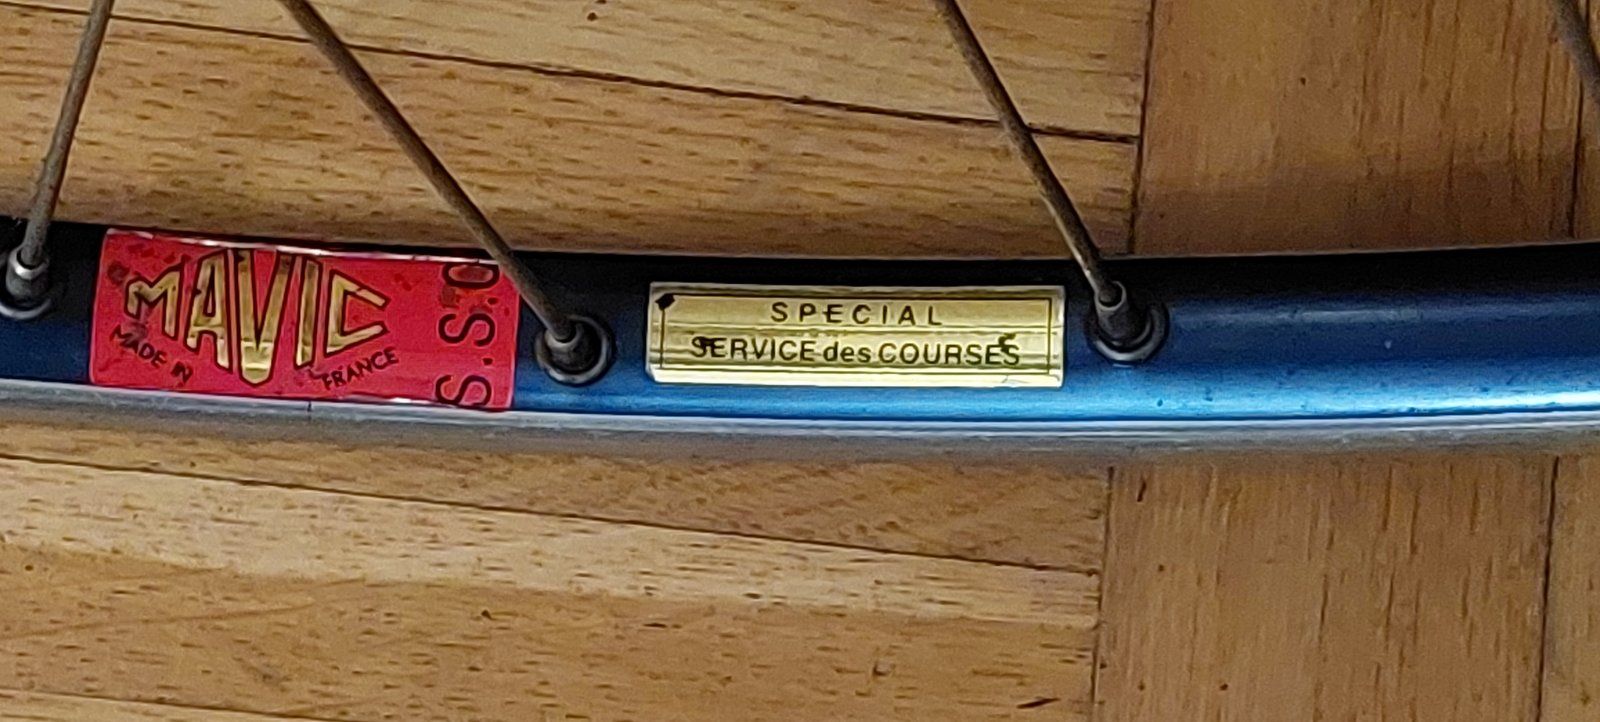 MAVIC
MADE IN FRANCE
S.S.C
SPECIAL
SERVICE des COURSES